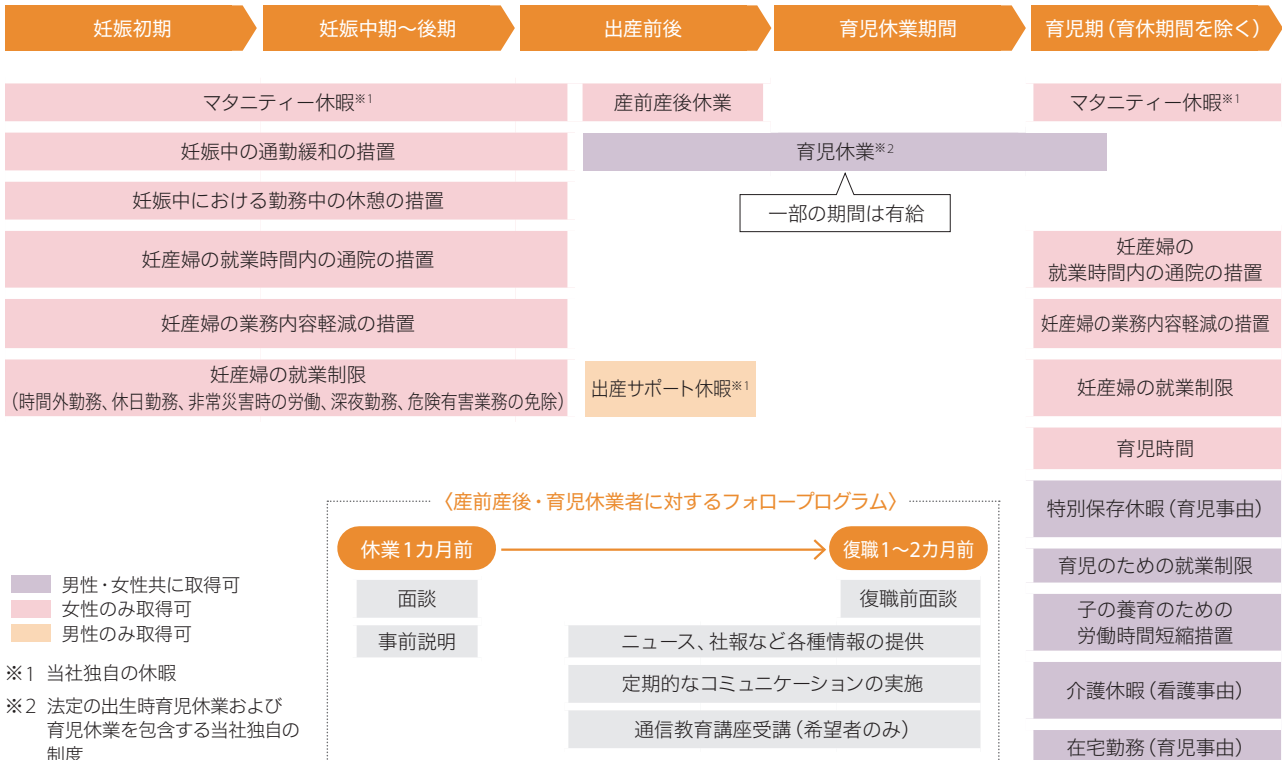 妊娠初期
妊娠中期〜後期
出産前後
育児休業期間
育児期(育休期間を除く)
マタニティー休暇※1
産前産後休業
マタニティー休暇※1
妊娠中の通勤緩和の措置
育児休業※2
妊娠中における勤務中の休憩の措置
一部の期間は有給
妊産婦の就業時間内の通院の措置
妊産婦の
就業時間内の通院の措置
妊産婦の業務内容軽減の措置
妊産婦の業務内容軽減の措置
妊産婦の就業制限
(時間外勤務、休日勤務、非常災害時の労働、深夜勤務、危険有害業務の免除)
出産サポート休暇※1
妊産婦の就業制限
育児時間
特別保存休暇(育児事由)
育児のための就業制限
子の養育のための
労働時間短縮措置
介護休暇(看護事由)
在宅勤務(育児事由)
〈産前産後・育児休業者に対するフォロープログラム〉
休業1カ月前
復職1〜2カ月前
面談
復職前面談
事前説明
ニュース、社報など各種情報の提供
定期的なコミュニケーションの実施
通信教育講座受講(希望者のみ)
男性・女性共に取得可
女性のみ取得可
男性のみ取得可
※1 当社独自の休暇
※2 法定の出生時育児休業および
育児休業を包含する当社独自の
制度